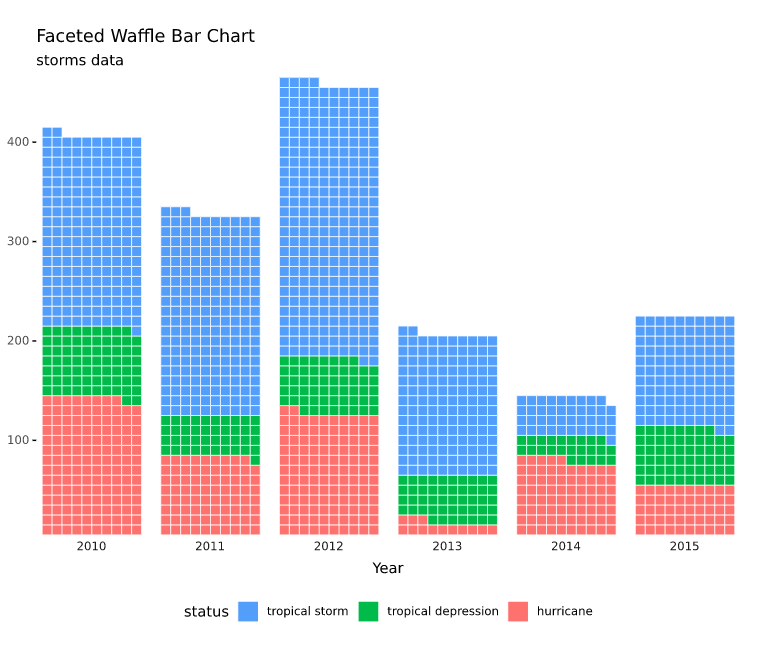 Faceted Waffle Bar Chart
storms data
400
300
200
100
2010 2011 2012 2013 2014 2015
Year
status tropical storm tropical depression hurricane